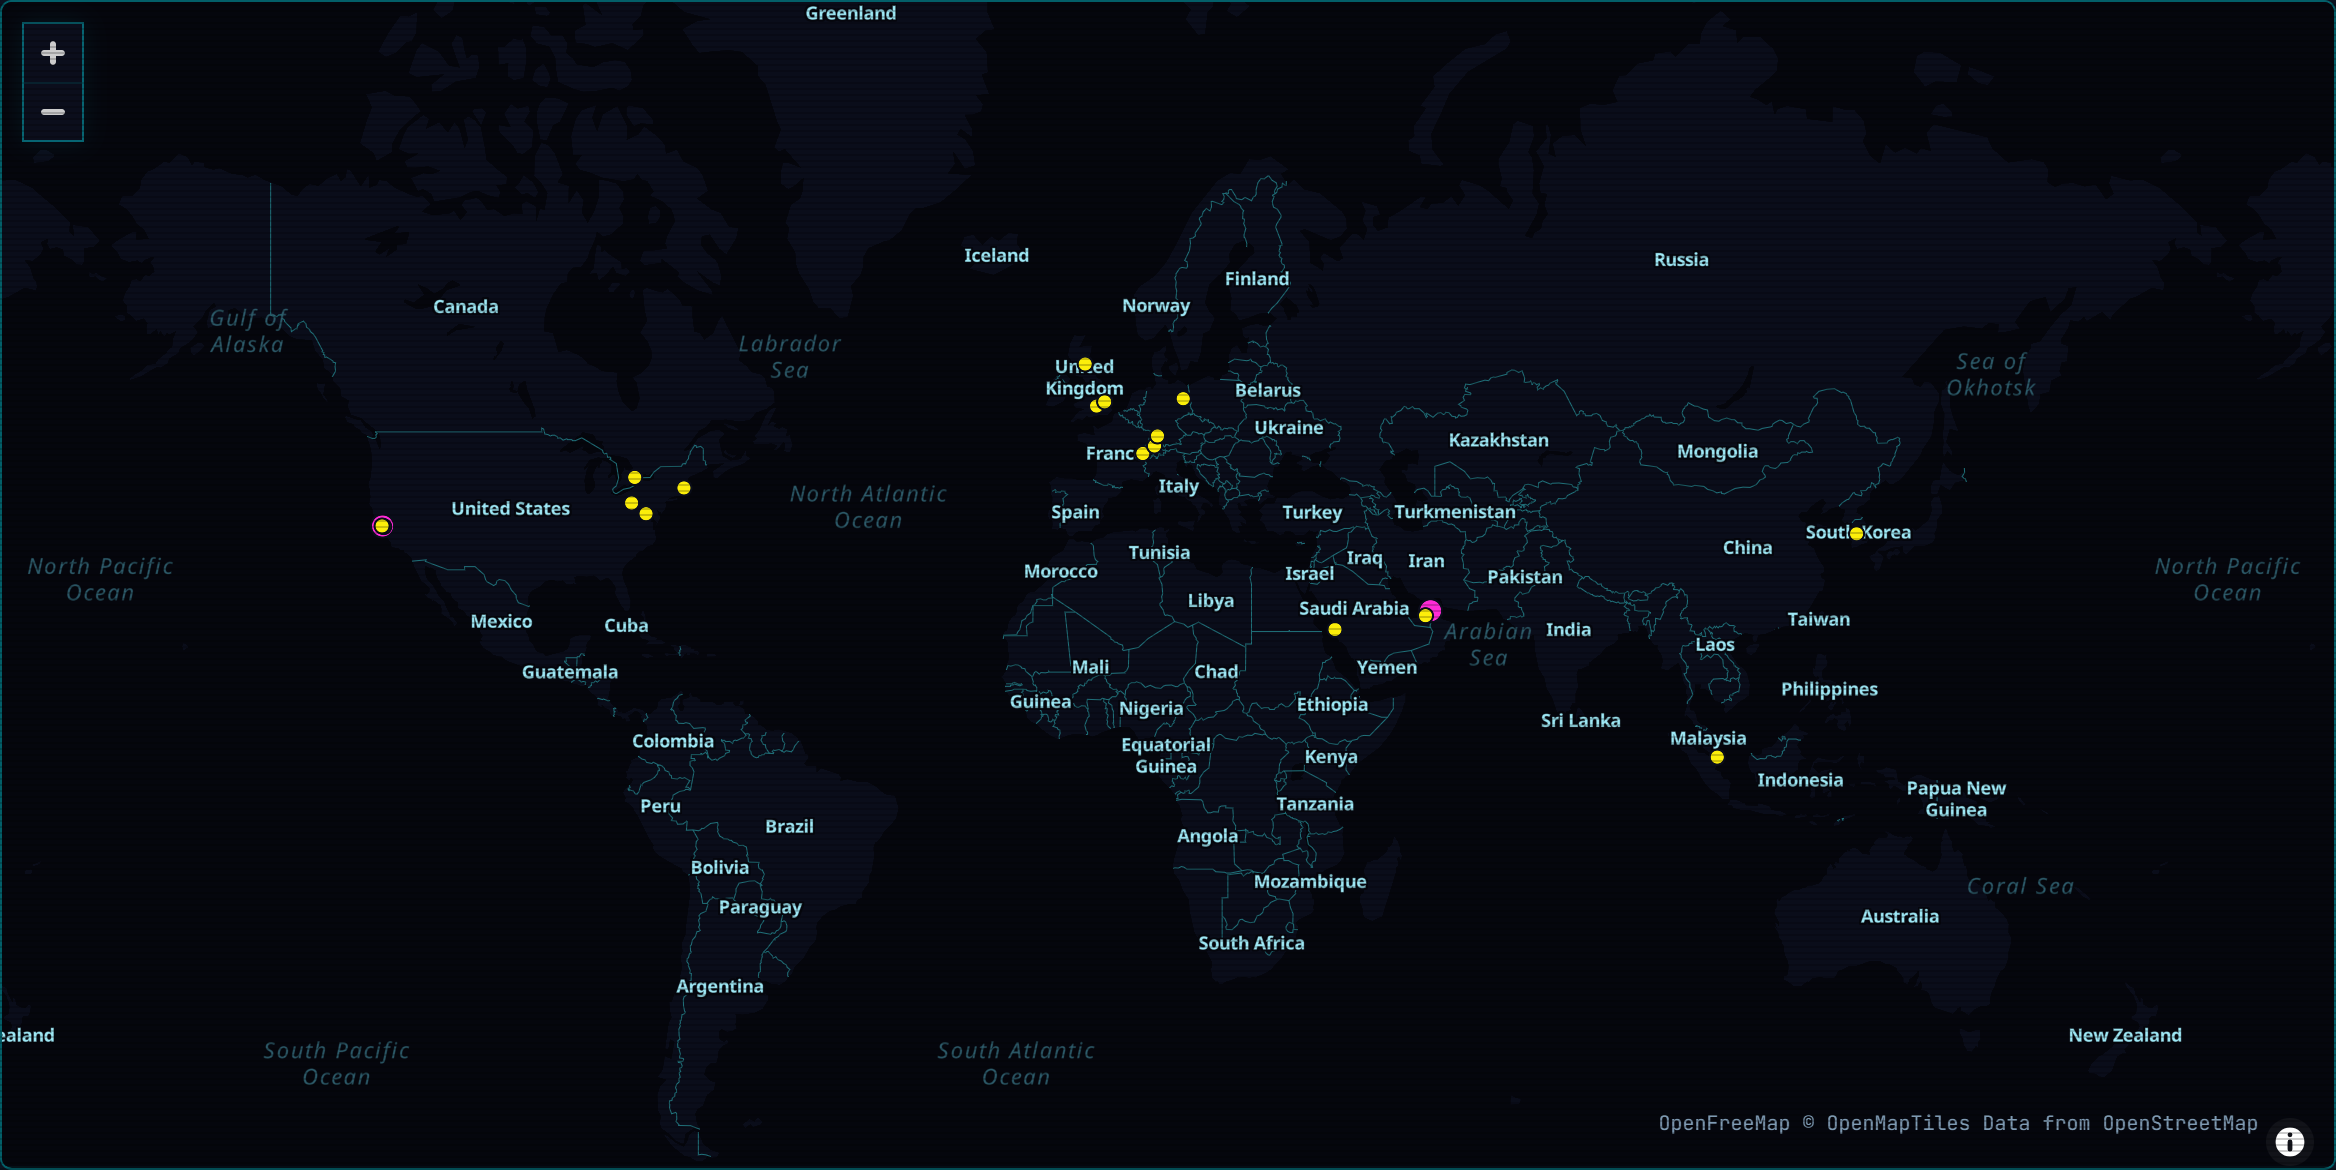 Greenland
Iceland
Russia
Finland
Canada
Norway
Gulf of
Alaska
Labrador
Sea
Sea of
Okhotsk
United
Kingdom
Belarus
Ukraine
Kazakhstan
Mongolia
Franc
Italy
North Atlantic
Ocean
United States
Spain
Turkey
Turkmenistan
South Korea
China
Tunisia
Iraq
Iran
Morocco
Israel
Pakistan
North Pacific
Ocean
North Pacific
Ocean
Libya
Saudi Arabia
Mexico
Cuba
Arabian
Sea
India
Taiwan
Laos
Guatemala
Mali
Chad
Yemen
Guinea
Nigeria
Ethiopia
Philippines
Sri Lanka
Colombia
Equatorial
Guinea
Kenya
Malaysia
Indonesia
Papua New
Guinea
Peru
Tanzania
Brazil
Angola
Bolivia
Mozambique
Coral Sea
Paraguay
Australia
South Africa
Argentina
ealand
New Zealand
South Pacific
Ocean
South Atlantic
Ocean
OpenFreeMap © OpenMapTiles Data from OpenStreetMap